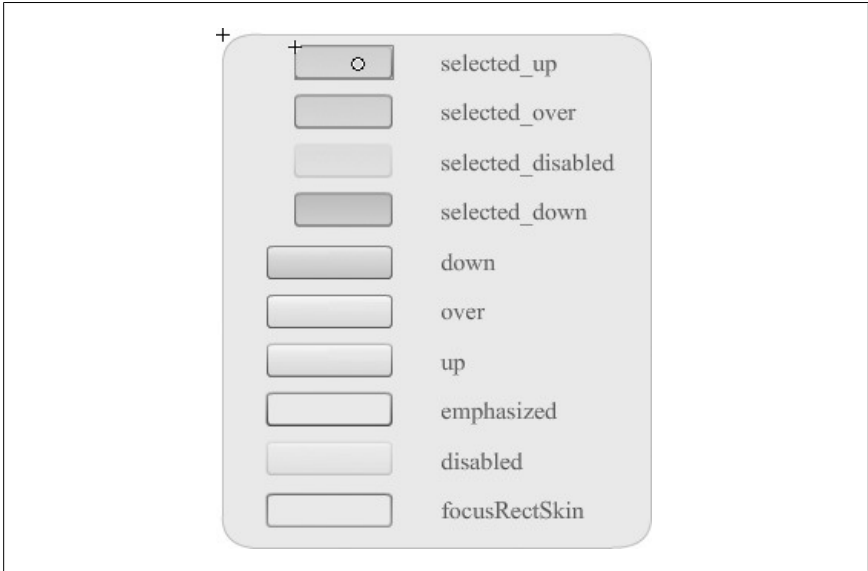 selected_up
selected_over
selected_disabled
selected_down
down
over
up
emphasized
disabled
focusRectSkin